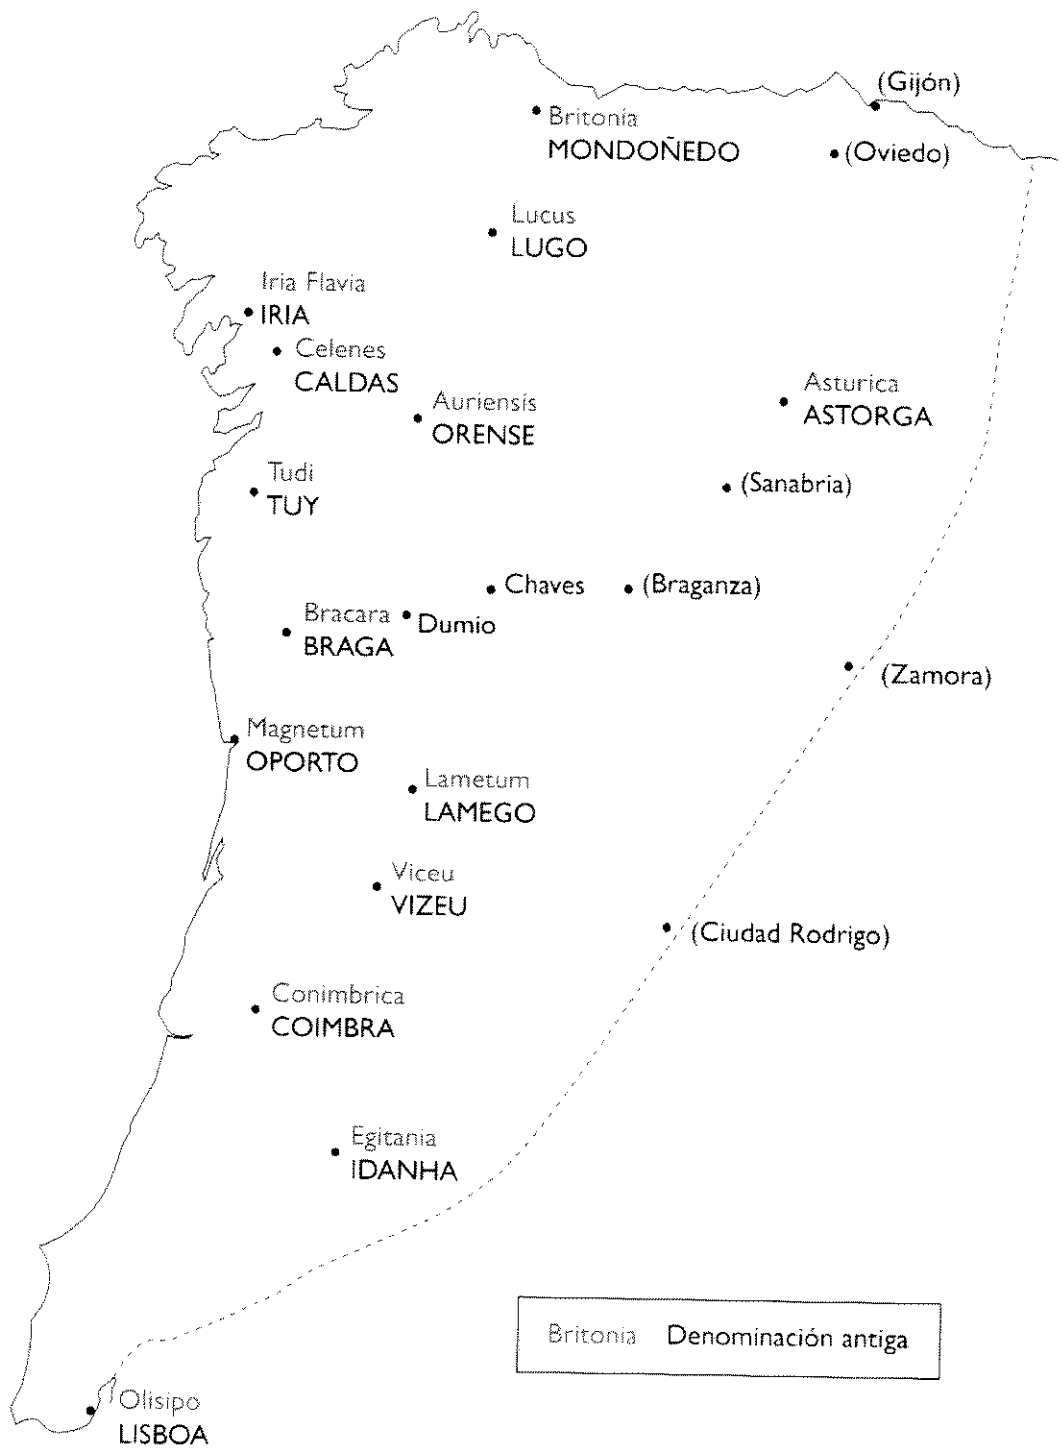 (Gijón)
Britonía
MONDOÑEDO
(Oviedo)
Lucus
LUGO
Iria Flavia
IRIA
Celenes
CALDAS
Auriensis
ORENSE
Asturica
ASTORGA
Tudi
TUY
(Sanabria)
Chaves
(Braganza)
Bracara
BRAGA
Dumio
(Zamora)
Magnetum
OPORTO
Lametum
LAMEGO
Viceu
VIZEU
(Ciudad Rodrigo)
Conimbrica
COIMBRA
Egitania
IDANHA
Britonia Denominación antiga
Olisipo
LISBOA